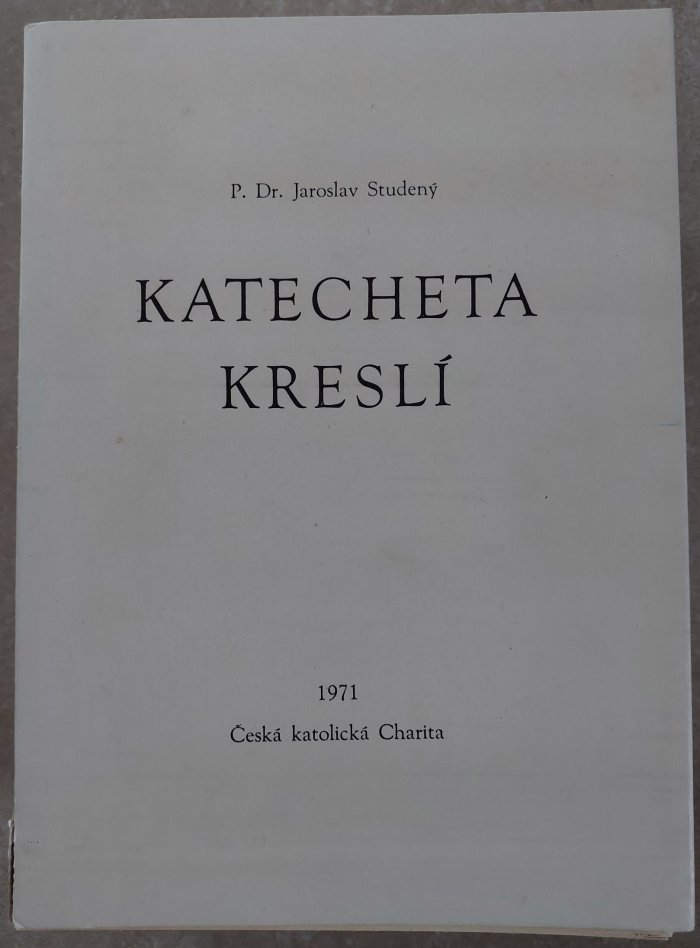 P. Dr. Jaroslav Studený
KATECHETA
KRESLÍ
1971
Česká katolická Charita